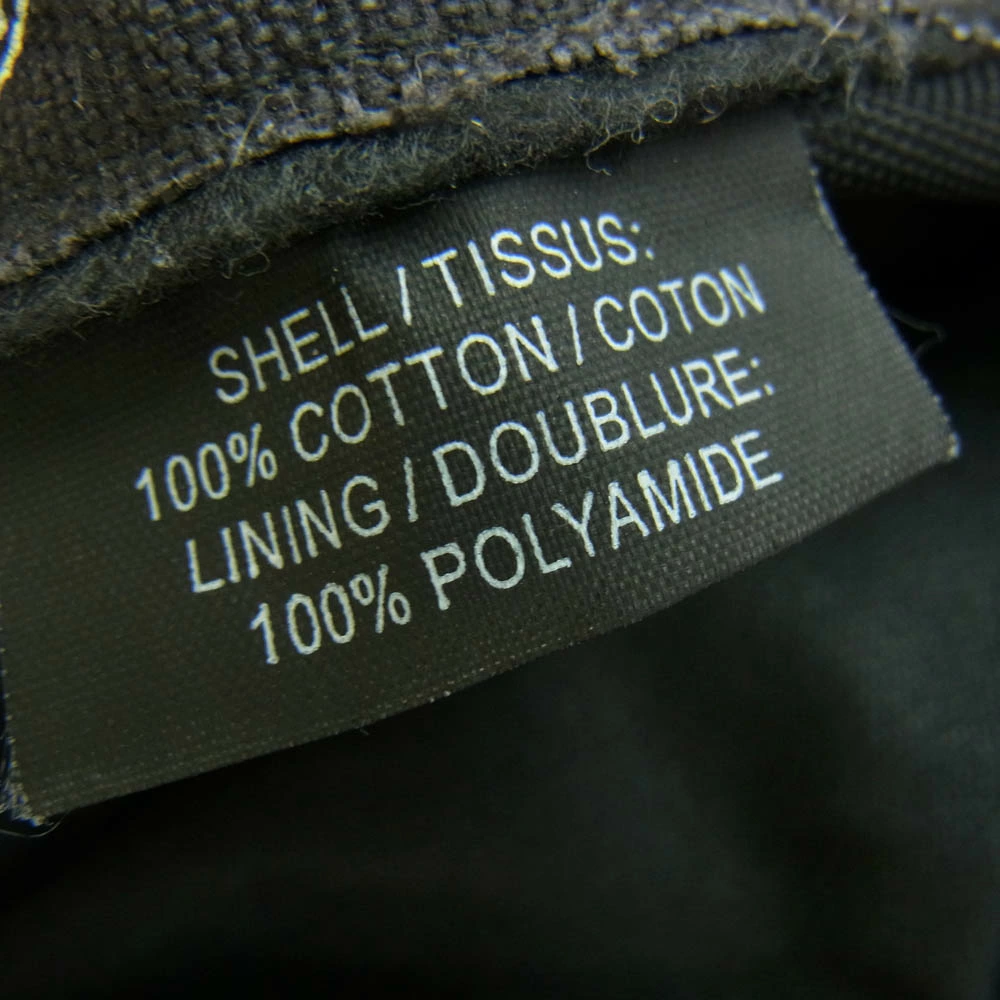 SHELL / TISSUS:
100% COTTON / COTON
LINING / DOUBLURE:
100% POLYAMIDE